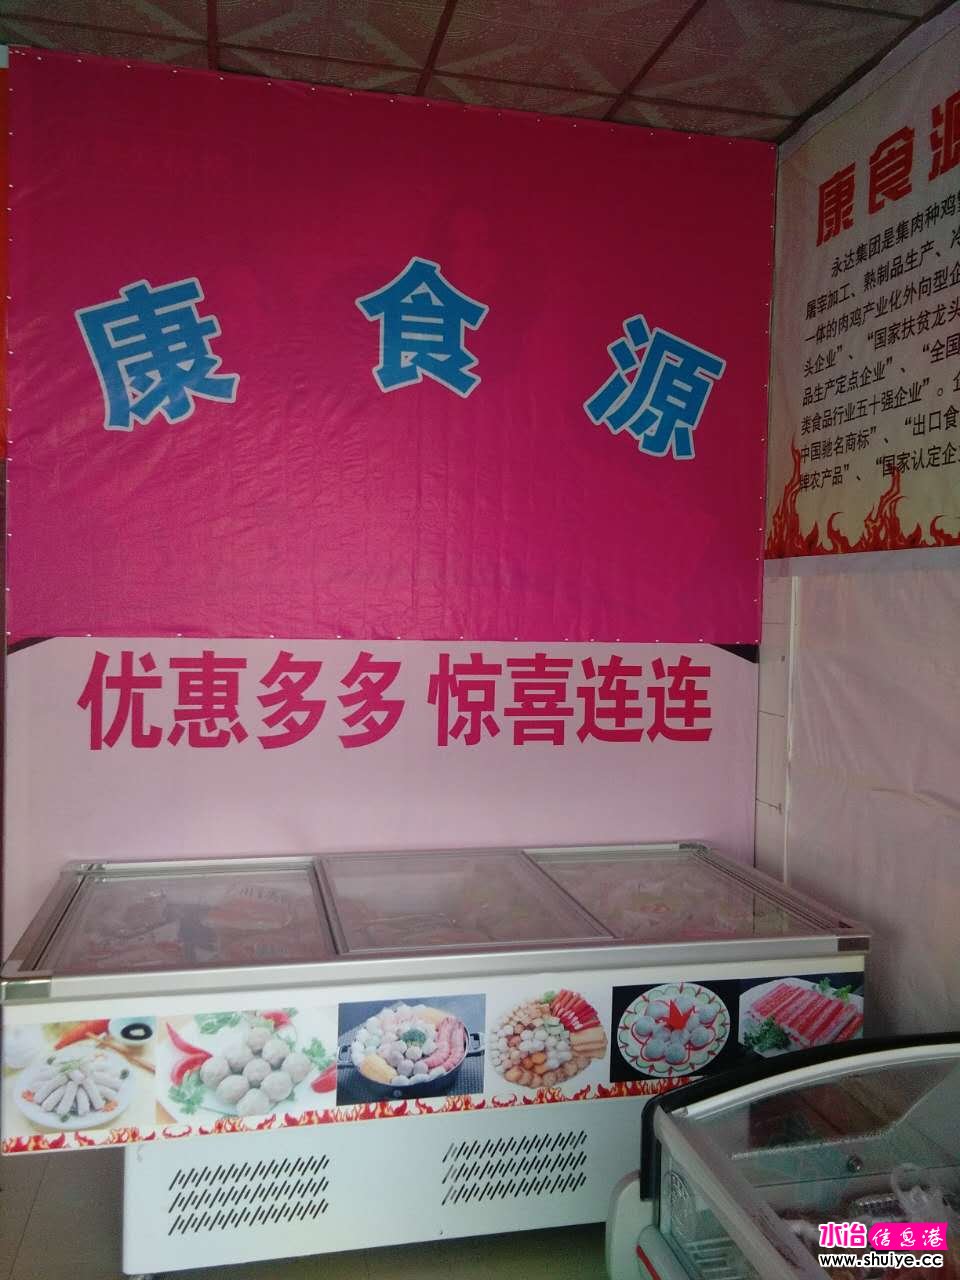 康食源
优惠多多 惊喜连连
康食源
永达集团是集肉种鸡
屠宰加工、熟制品生产、冷
一体的肉鸡产业化外向型企
头企业”、“国家扶贫龙头
品生产定点企业”、“全国
类食品行业五十强企业”。企
中国驰名商标”、“出口食
牌农产品”、“国家认定企
水冶信息港
www.shuiye.cc